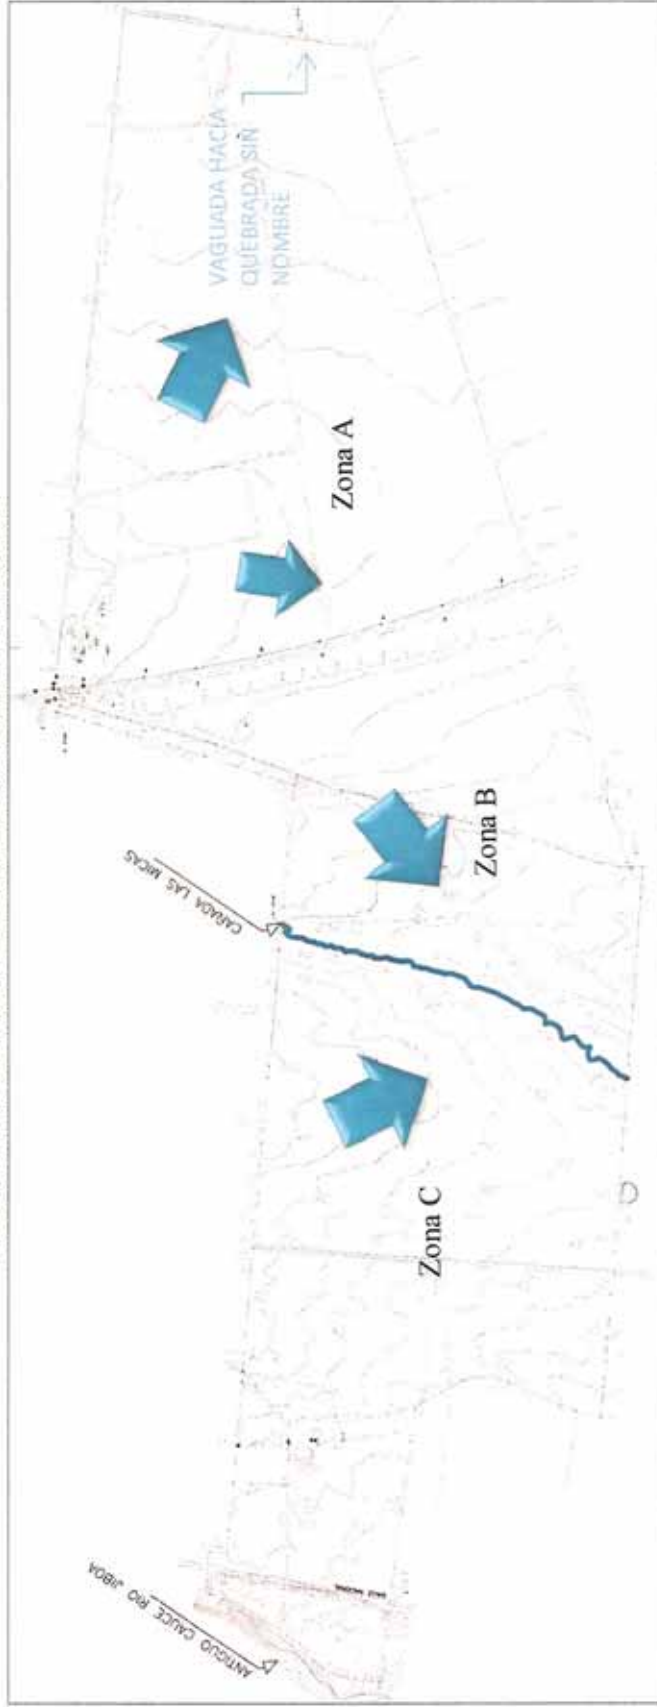 VAGUADA HACIA
QUEBRADA SIN
NOMBRE
Zona A
Zona B
CAÑADA LAS MICAS
Zona C
ANTIGUO CAUCE RIO JIBOA